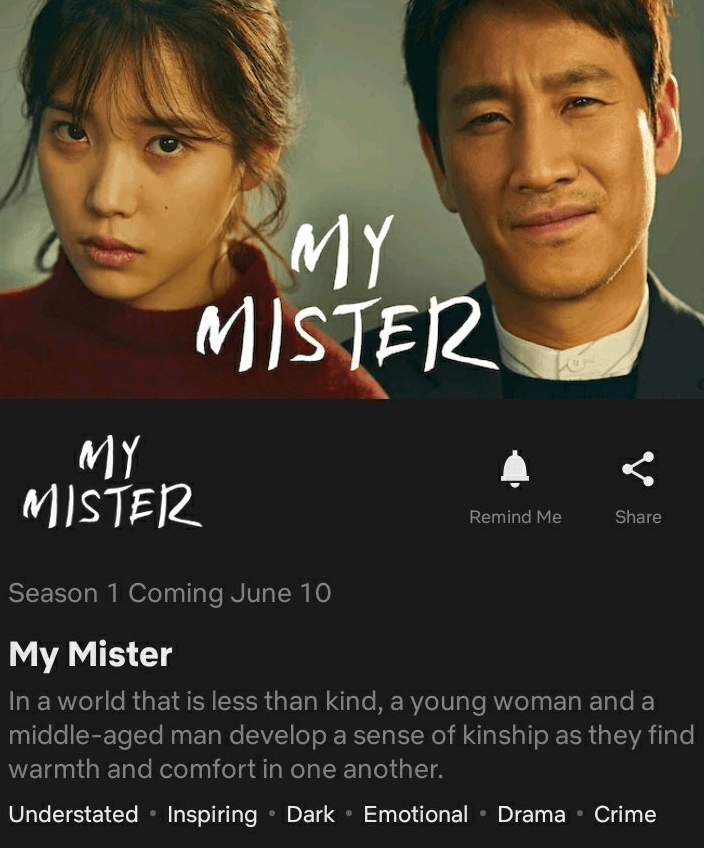 MY
MISTER
MY
MISTER
Remind Me
Share
Season 1 Coming June 10
My Mister
In a world that is less than kind, a young woman and a
middle-aged man develop a sense of kinship as they find
warmth and comfort in one another.
Understated • Inspiring • Dark • Emotional • Drama • Crime